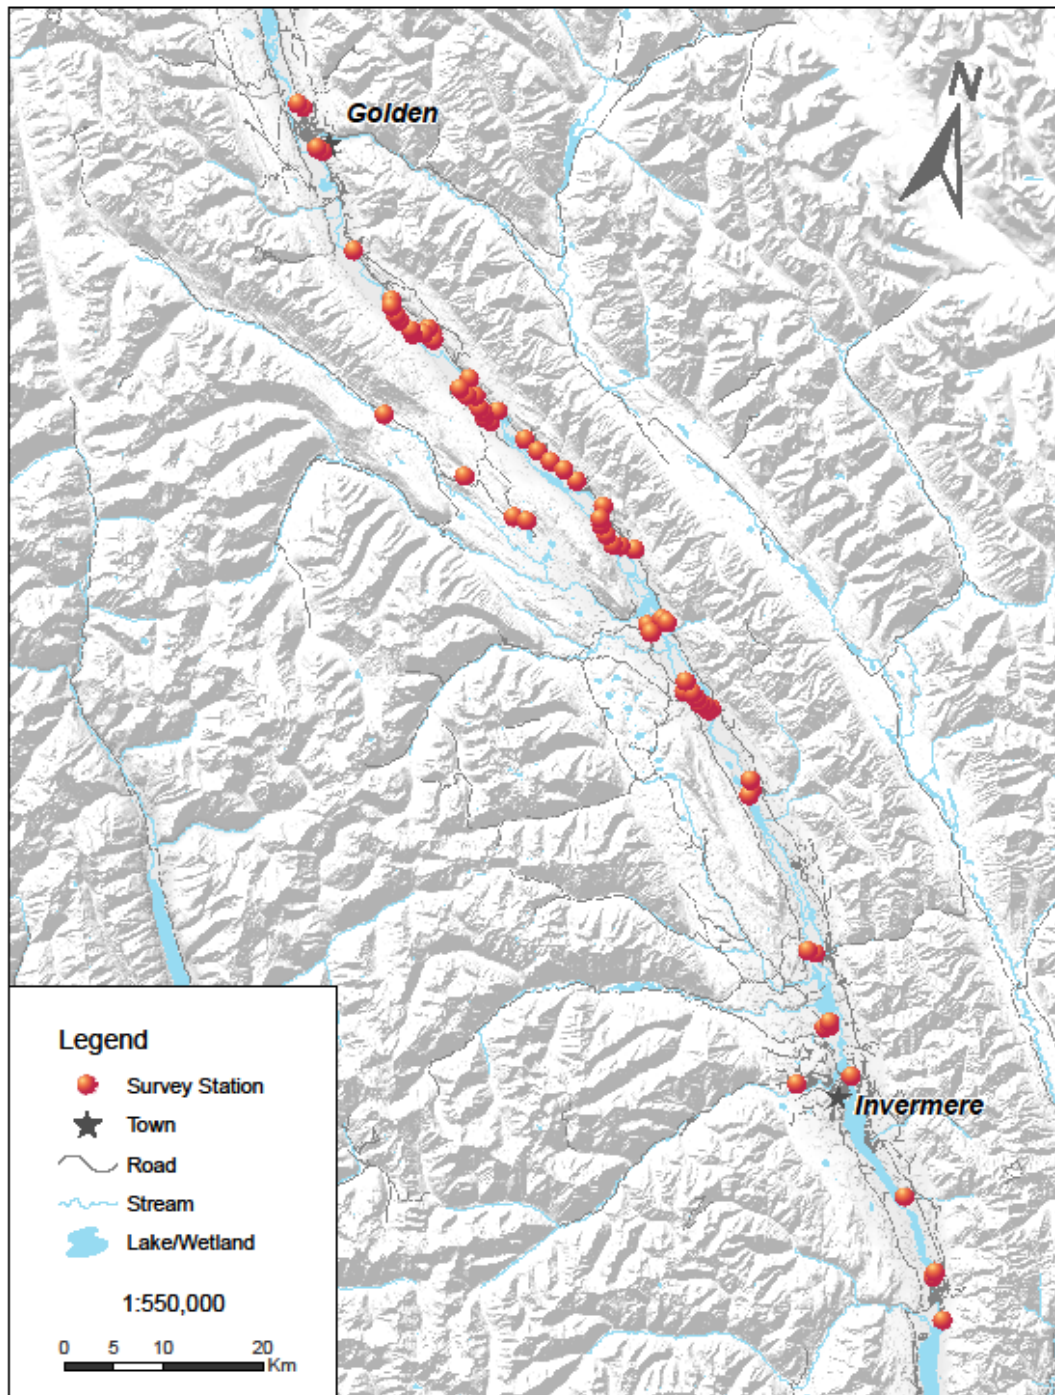 N
Golden
Invermere
Legend
Survey Station
Town
Road
Stream
Lake/Wetland
1:550,000
0 5 10 20
Km